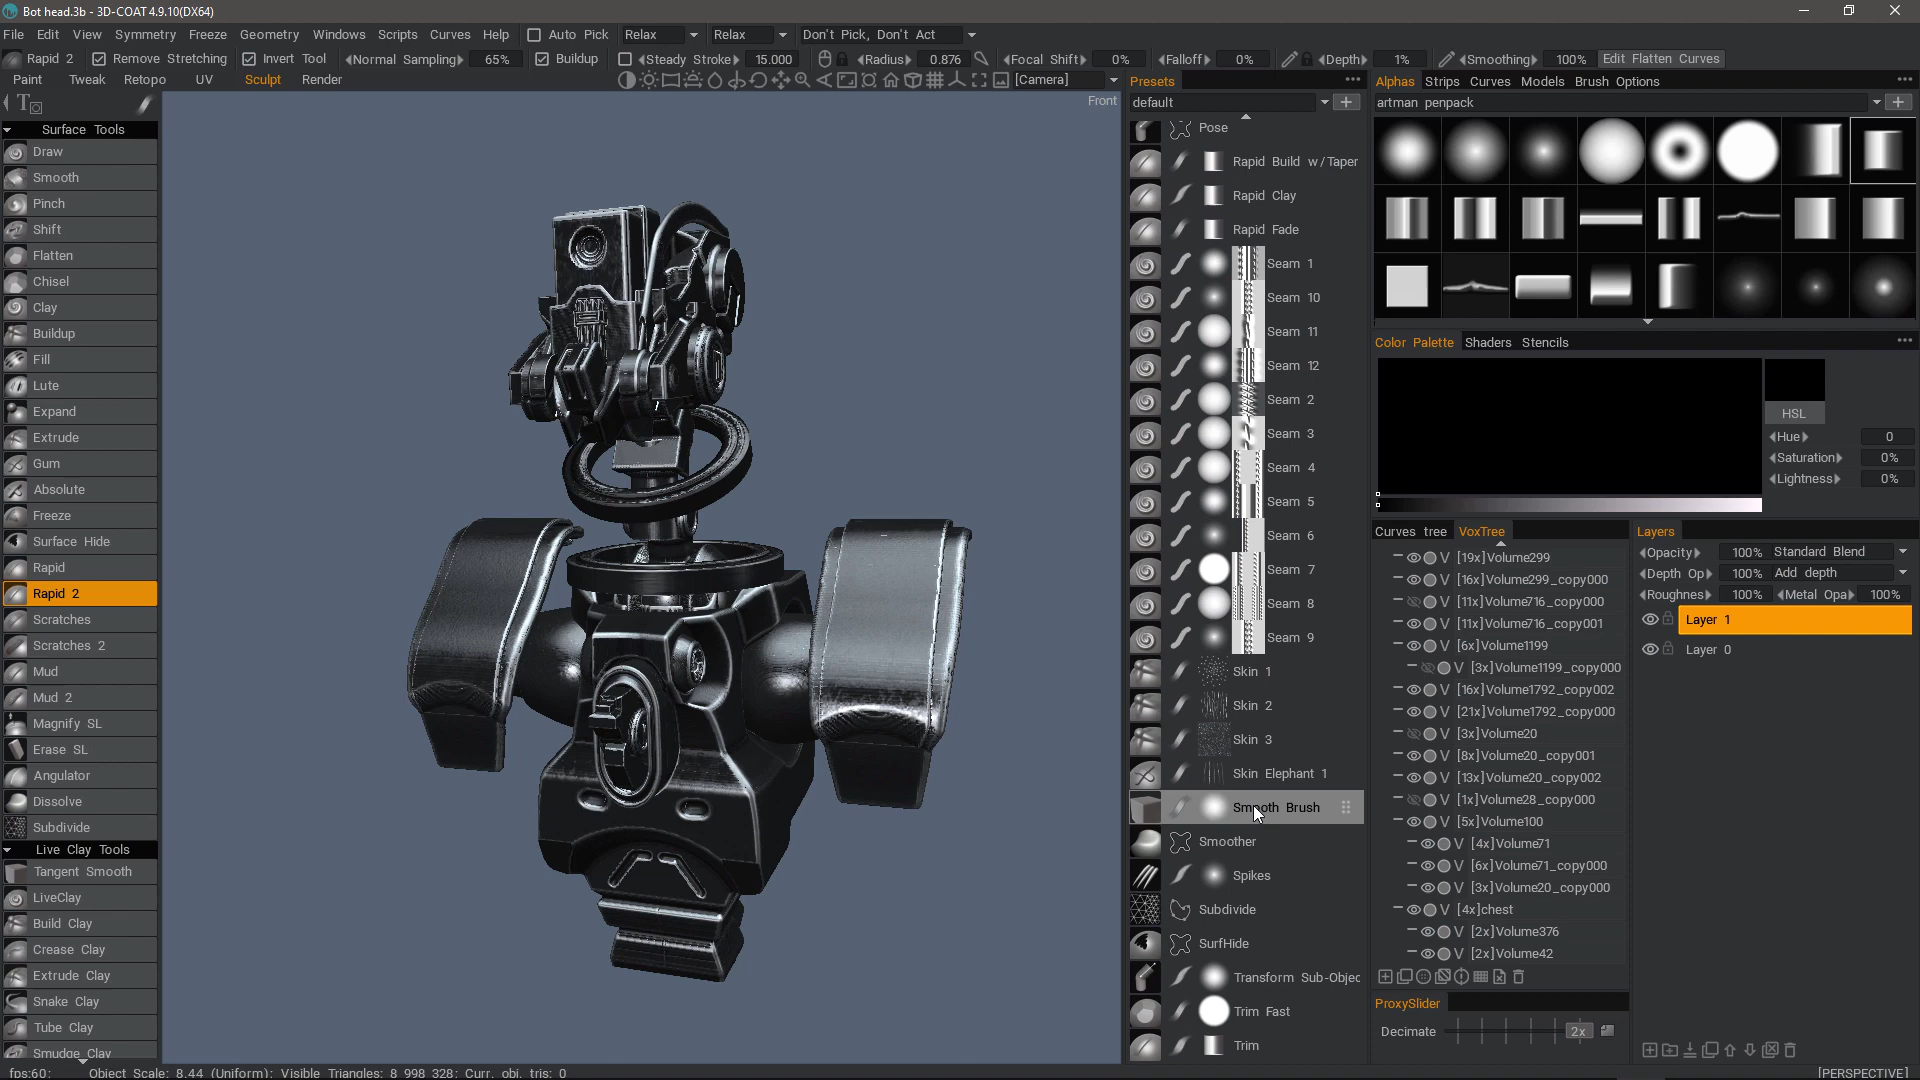 Bot head.3b - 3D-COAT4.9.10(DX64)
File Edit View Symmetry Freeze Geometry Windows Scripts Curves Help Auto Pick Relax Relax Don't Pick, Don't Act
Rapid 2 Remove Stretching Invert Tool Normal Sampling 65% Buildup Steady Stroke 15.000 Radius 0.876 Focal Shift 0% Falloff 0% Depth 1% Smoothing 100% Edit Flatten Curves
Paint Tweak Retopo UV Sculpt Render [Camera]
Front
Surface Tools
Draw
Smooth
Pinch
Shift
Flatten
Chisel
Clay
Buildup
Fill
Lute
Expand
Extrude
Gum
Absolute
Freeze
Surface Hide
Rapid
Rapid 2
Scratches
Scratches 2
Mud
Mud 2
Magnify SL
Erase SL
Angulator
Dissolve
Subdivide
Live Clay Tools
Tangent Smooth
LiveClay
Build Clay
Crease Clay
Extrude Clay
Snake Clay
Tube Clay
Smudge Clay
Presets
default
Pose
Rapid Build w/Taper
Rapid Clay
Rapid Fade
Seam 1
Seam 10
Seam 11
Seam 12
Seam 2
Seam 3
Seam 4
Seam 5
Seam 6
Seam 7
Seam 8
Seam 9
Skin 1
Skin 2
Skin 3
Skin Elephant 1
Smooth Brush
Smoother
Spikes
Subdivide
SurfHide
Transform Sub-Objec
Trim Fast
Trim
Alphas Strips Curves Models Brush Options
artman penpack
Color Palette Shaders Stencils
HSL
Hue 0
Saturation 0%
Lightness 0%
Curves tree VoxTree
V [19x]Volume299
V [16x]Volume299_copy000
V [11x]Volume716_copy000
V [11x]Volume716_copy001
V [6x]Volume1199
V [3x]Volume1199_copy000
V [16x]Volume1792_copy002
V [21x]Volume1792_copy000
V [3x]Volume20
V [8x]Volume20_copy001
V [13x]Volume20_copy002
V [1x]Volume28_copy000
V [5x]Volume100
V [4x]Volume71
V [6x]Volume71_copy000
V [3x]Volume20_copy000
V [4x]chest
V [2x]Volume376
V [2x]Volume42
ProxySlider
Decimate 2x
Layers
Opacity 100% Standard Blend
Depth Op 100% Add depth
Roughness 100% Metal Opa 100%
Layer 1
Layer 0
fps:60; Object Scale: 8.44 (Uniform); Visible Triangles: 8 998 328; Curr. obj. tris: 0
[PERSPECTIVE]